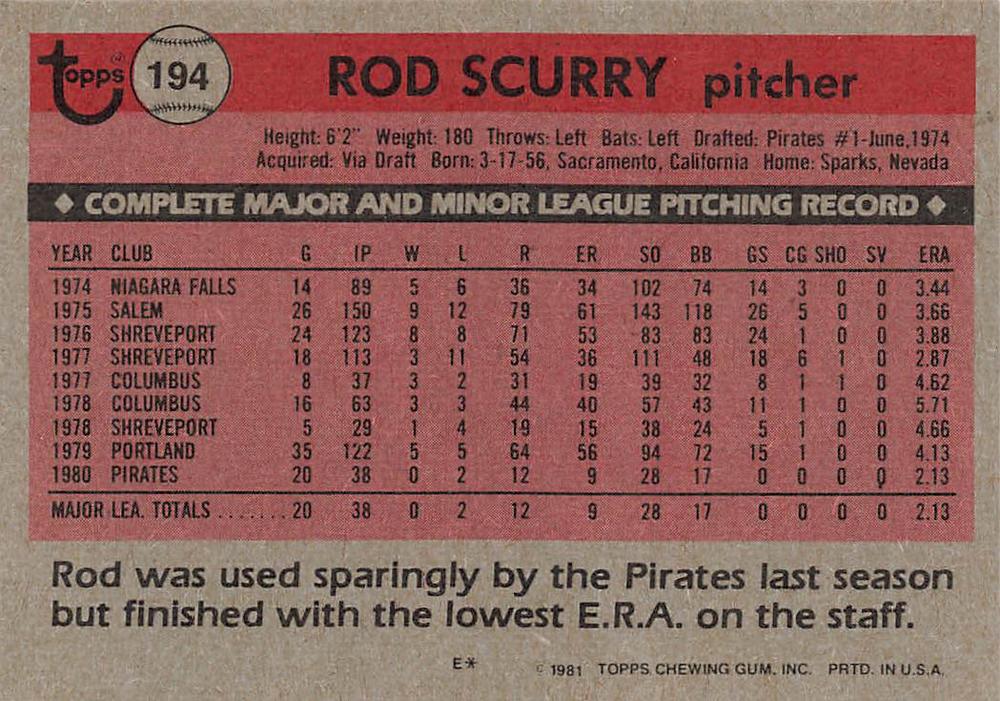 topps® 194 ROD SCURRY pitcher
Height: 6'2" Weight: 180 Throws: Left Bats: Left Drafted: Pirates #1-June,1974
Acquired: Via Draft Born: 3-17-56, Sacramento, California Home: Sparks, Nevada
◆ COMPLETE MAJOR AND MINOR LEAGUE PITCHING RECORD ◆
YEAR CLUB G IP W L R ER SO BB GS CG SHO SV ERA
1974 NIAGARA FALLS 14 89 5 6 36 34 102 74 14 3 0 0 3.44
1975 SALEM 26 150 9 12 79 61 143 118 26 5 0 0 3.66
1976 SHREVEPORT 24 123 8 8 71 53 83 83 24 1 0 0 3.88
1977 SHREVEPORT 18 113 3 11 54 36 111 48 18 6 1 0 2.87
1977 COLUMBUS 8 37 3 2 31 19 39 32 8 1 1 0 4.62
1978 COLUMBUS 16 63 3 3 44 40 57 43 11 1 0 0 5.71
1978 SHREVEPORT 5 29 1 4 19 15 38 24 5 1 0 0 4.66
1979 PORTLAND 35 122 5 5 64 56 94 72 15 1 0 0 4.13
1980 PIRATES 20 38 0 2 12 9 28 17 0 0 0 0 2.13
MAJOR LEA. TOTALS .......20 38 0 2 12 9 28 17 0 0 0 0 2.13
Rod was used sparingly by the Pirates last season
but finished with the lowest E.R.A. on the staff.
E* © 1981 TOPPS CHEWING GUM, INC. PRTD. IN U.S.A.